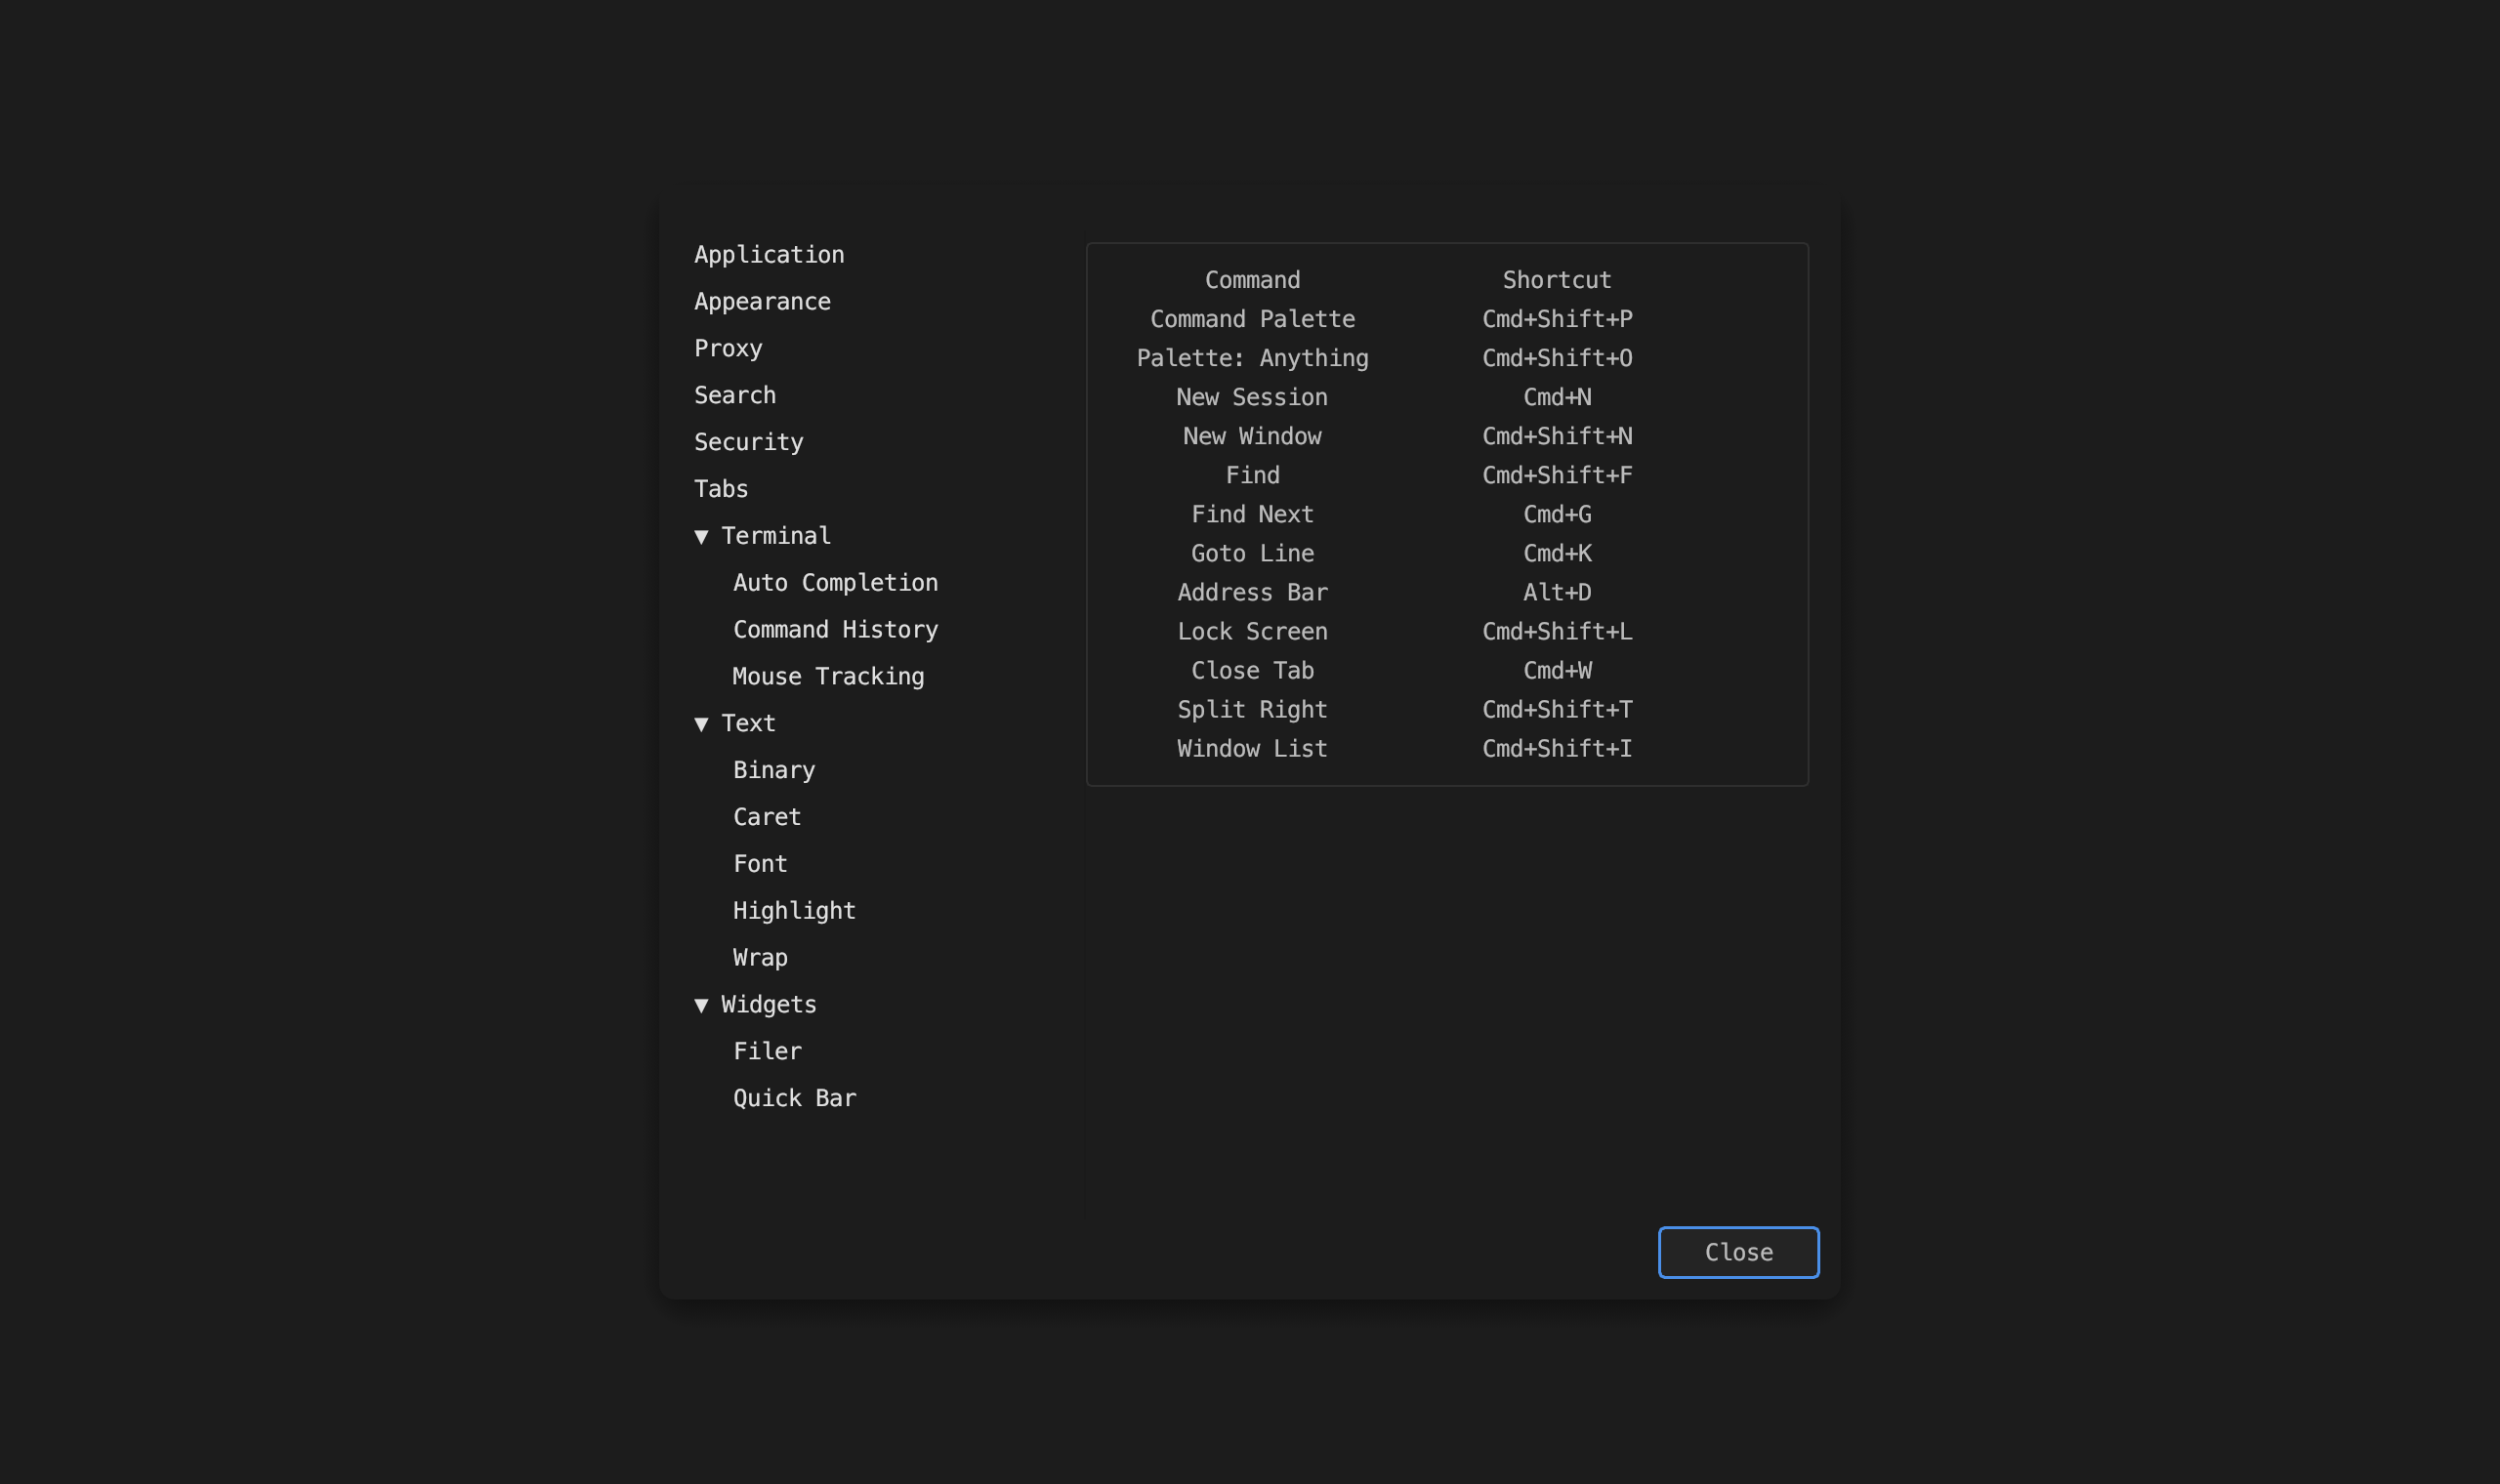 Application
Appearance
Proxy
Search
Security
Tabs
▼ Terminal
Auto Completion
Command History
Mouse Tracking
▼ Text
Binary
Caret
Font
Highlight
Wrap
▼ Widgets
Filer
Quick Bar
Command Shortcut
Command Palette Cmd+Shift+P
Palette: Anything Cmd+Shift+O
New Session Cmd+N
New Window Cmd+Shift+N
Find Cmd+Shift+F
Find Next Cmd+G
Goto Line Cmd+K
Address Bar Alt+D
Lock Screen Cmd+Shift+L
Close Tab Cmd+W
Split Right Cmd+Shift+T
Window List Cmd+Shift+I
Close